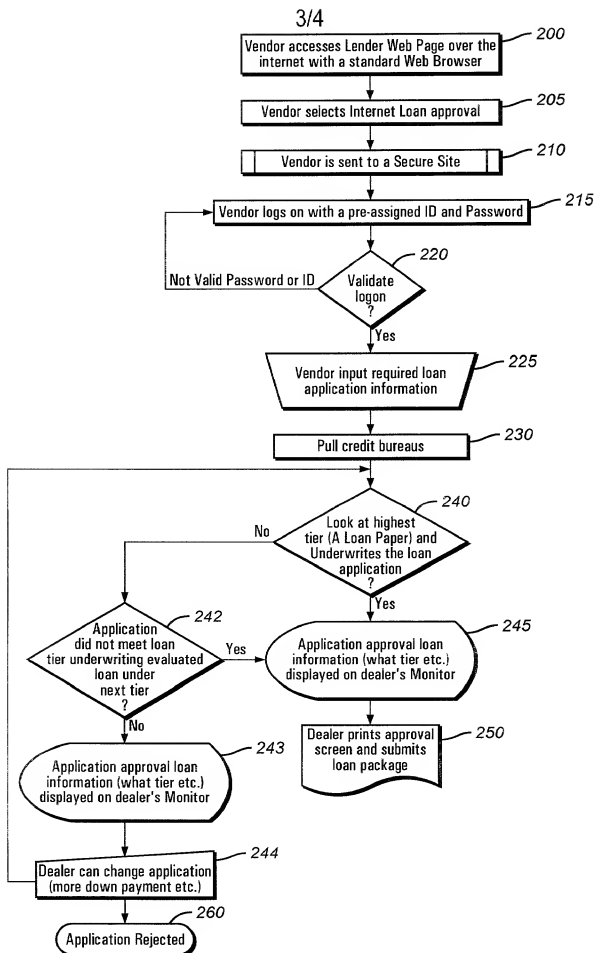 3/4
Vendor accesses Lender Web Page over the
internet with a standard Web Browser
200
Vendor selects Internet Loan approval
205
Vendor is sent to a Secure Site
210
Vendor logs on with a pre-assigned ID and Password
215
220
Validate
logon
?
Not Valid Password or ID
Yes
Vendor input required loan
application information
225
Pull credit bureaus
230
240
Look at highest
tier (A Loan Paper) and
Underwrites the loan
application
?
No
Yes
242
Application
did not meet loan
tier underwriting evaluated
loan under
next tier
?
Yes
No
245
Application approval loan
information (what tier etc.)
displayed on dealer's Monitor
250
Dealer prints approval
screen and submits
loan package
243
Application approval loan
information (what tier etc.)
displayed on dealer's Monitor
244
Dealer can change application
(more down payment etc.)
260
Application Rejected